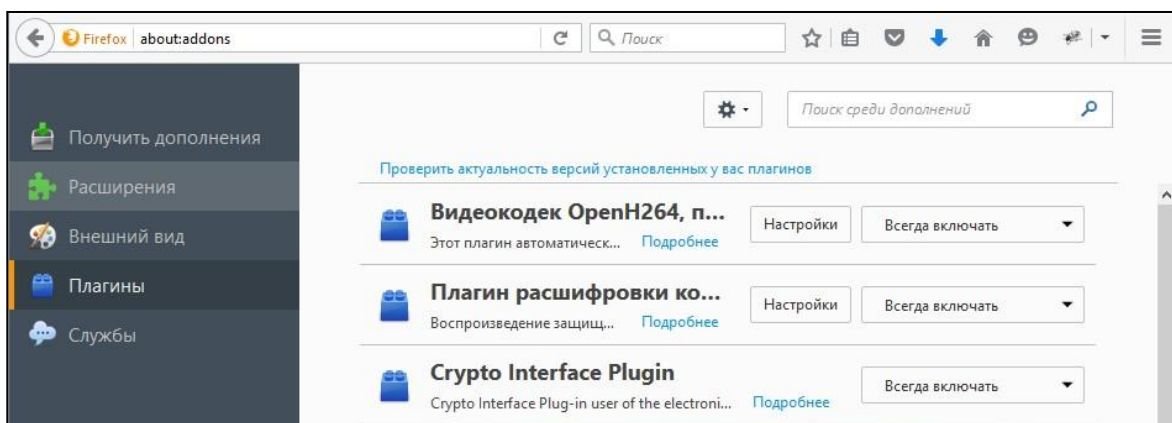 Firefox about:addons Поиск
Поиск среди дополнений
Получить дополнения
Расширения
Внешний вид
Плагины
Службы
Проверить актуальность версий установленных у вас плагинов
Видеокодек OpenH264, п...
Этот плагин автоматическ... Подробнее
Настройки Всегда включать
Плагин расшифровки ко...
Воспроизведение защищ... Подробнее
Настройки Всегда включать
Crypto Interface Plugin
Crypto Interface Plug-in user of the electroni... Подробнее
Всегда включать